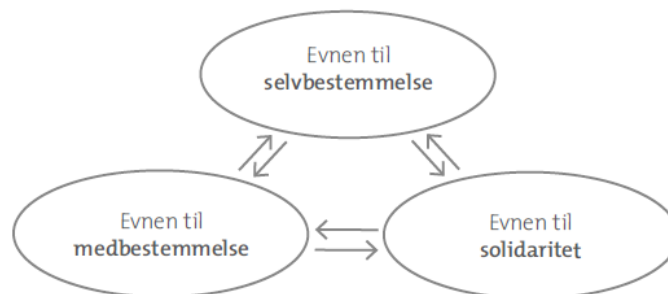 Evnen til
selvbestemmelse
Evnen til
medbestemmelse
Evnen til
solidaritet